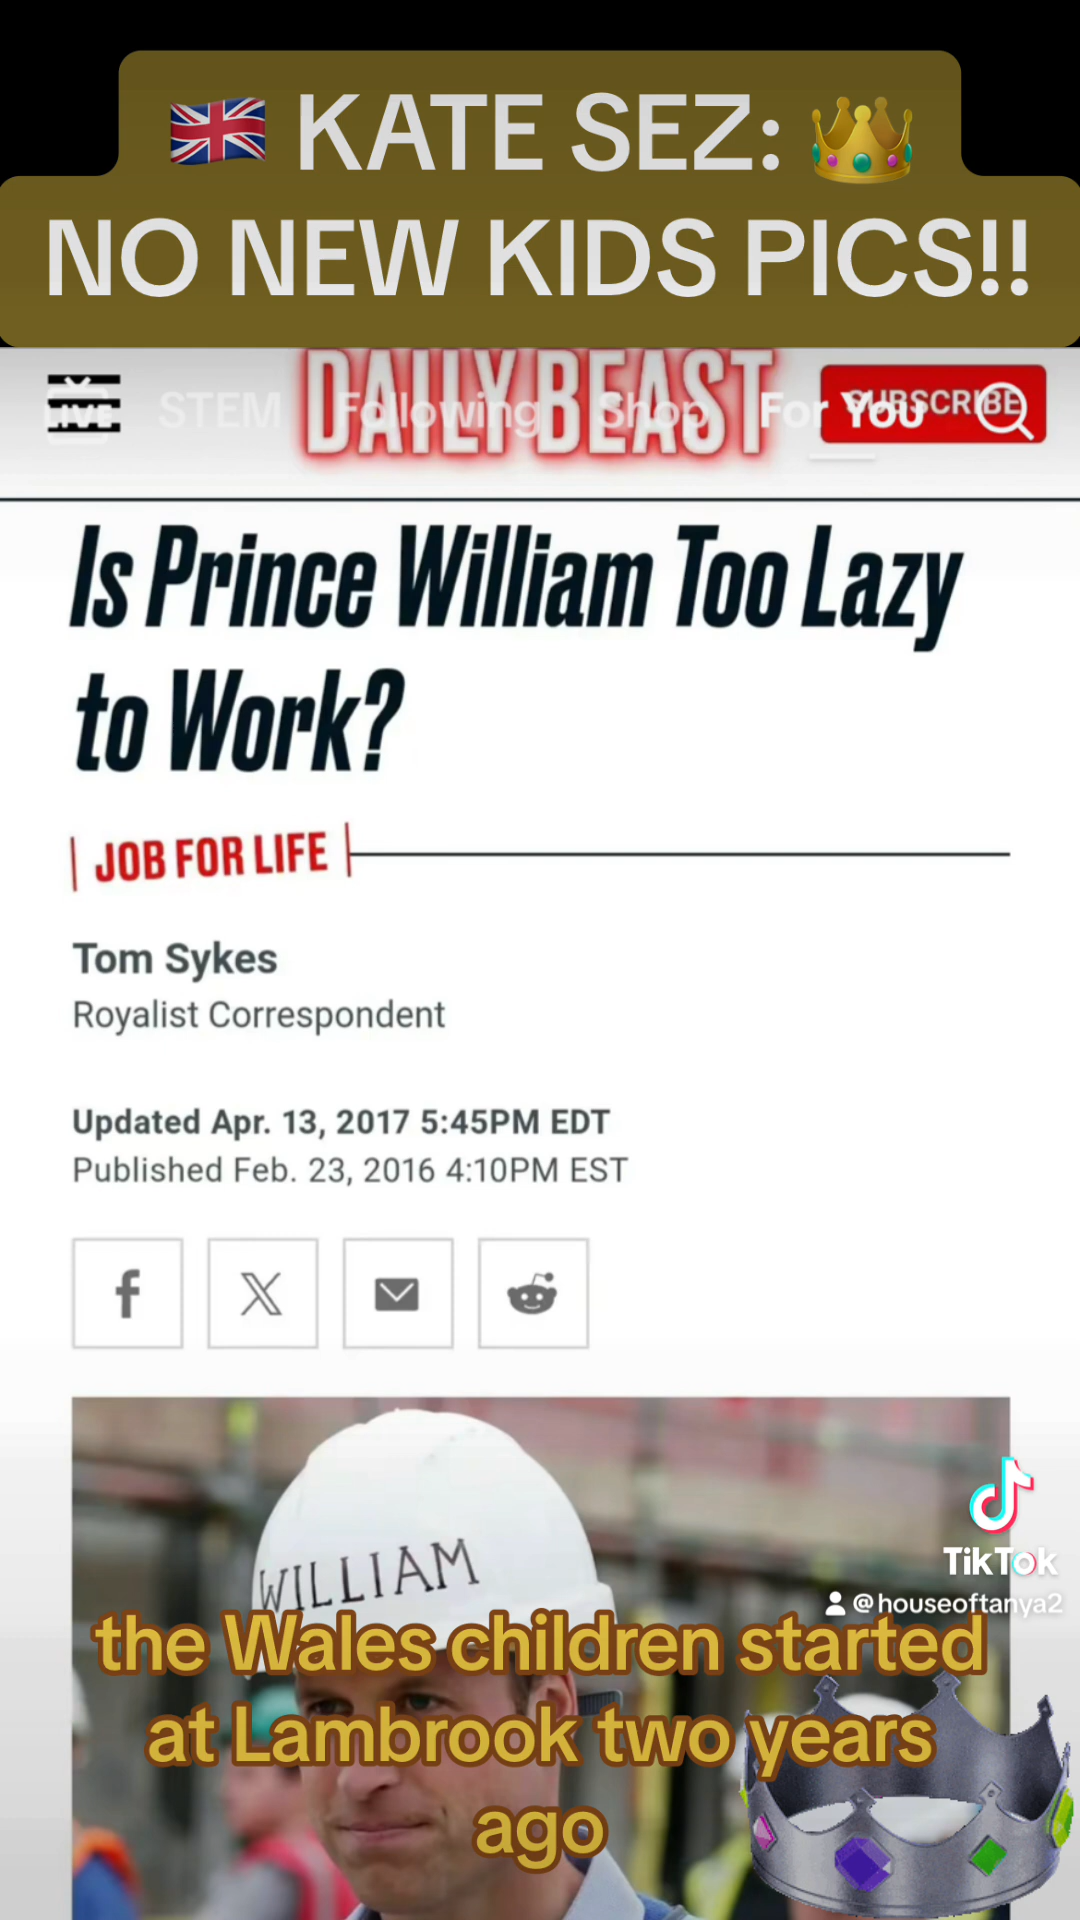 🇬🇧 KATE SEZ: 👑
NO NEW KIDS PICS!!
DAILY BEAST
SUBSCRIBE
LIVE STEM Following Shop For You
Is Prince William Too Lazy
to Work?
JOB FOR LIFE
Tom Sykes
Royalist Correspondent
Updated Apr. 13, 2017 5:45PM EDT
Published Feb. 23, 2016 4:10PM EST
f
X
WILLIAM
TikTok
@houseoftanya2
the Wales children started
at Lambrook two years
ago